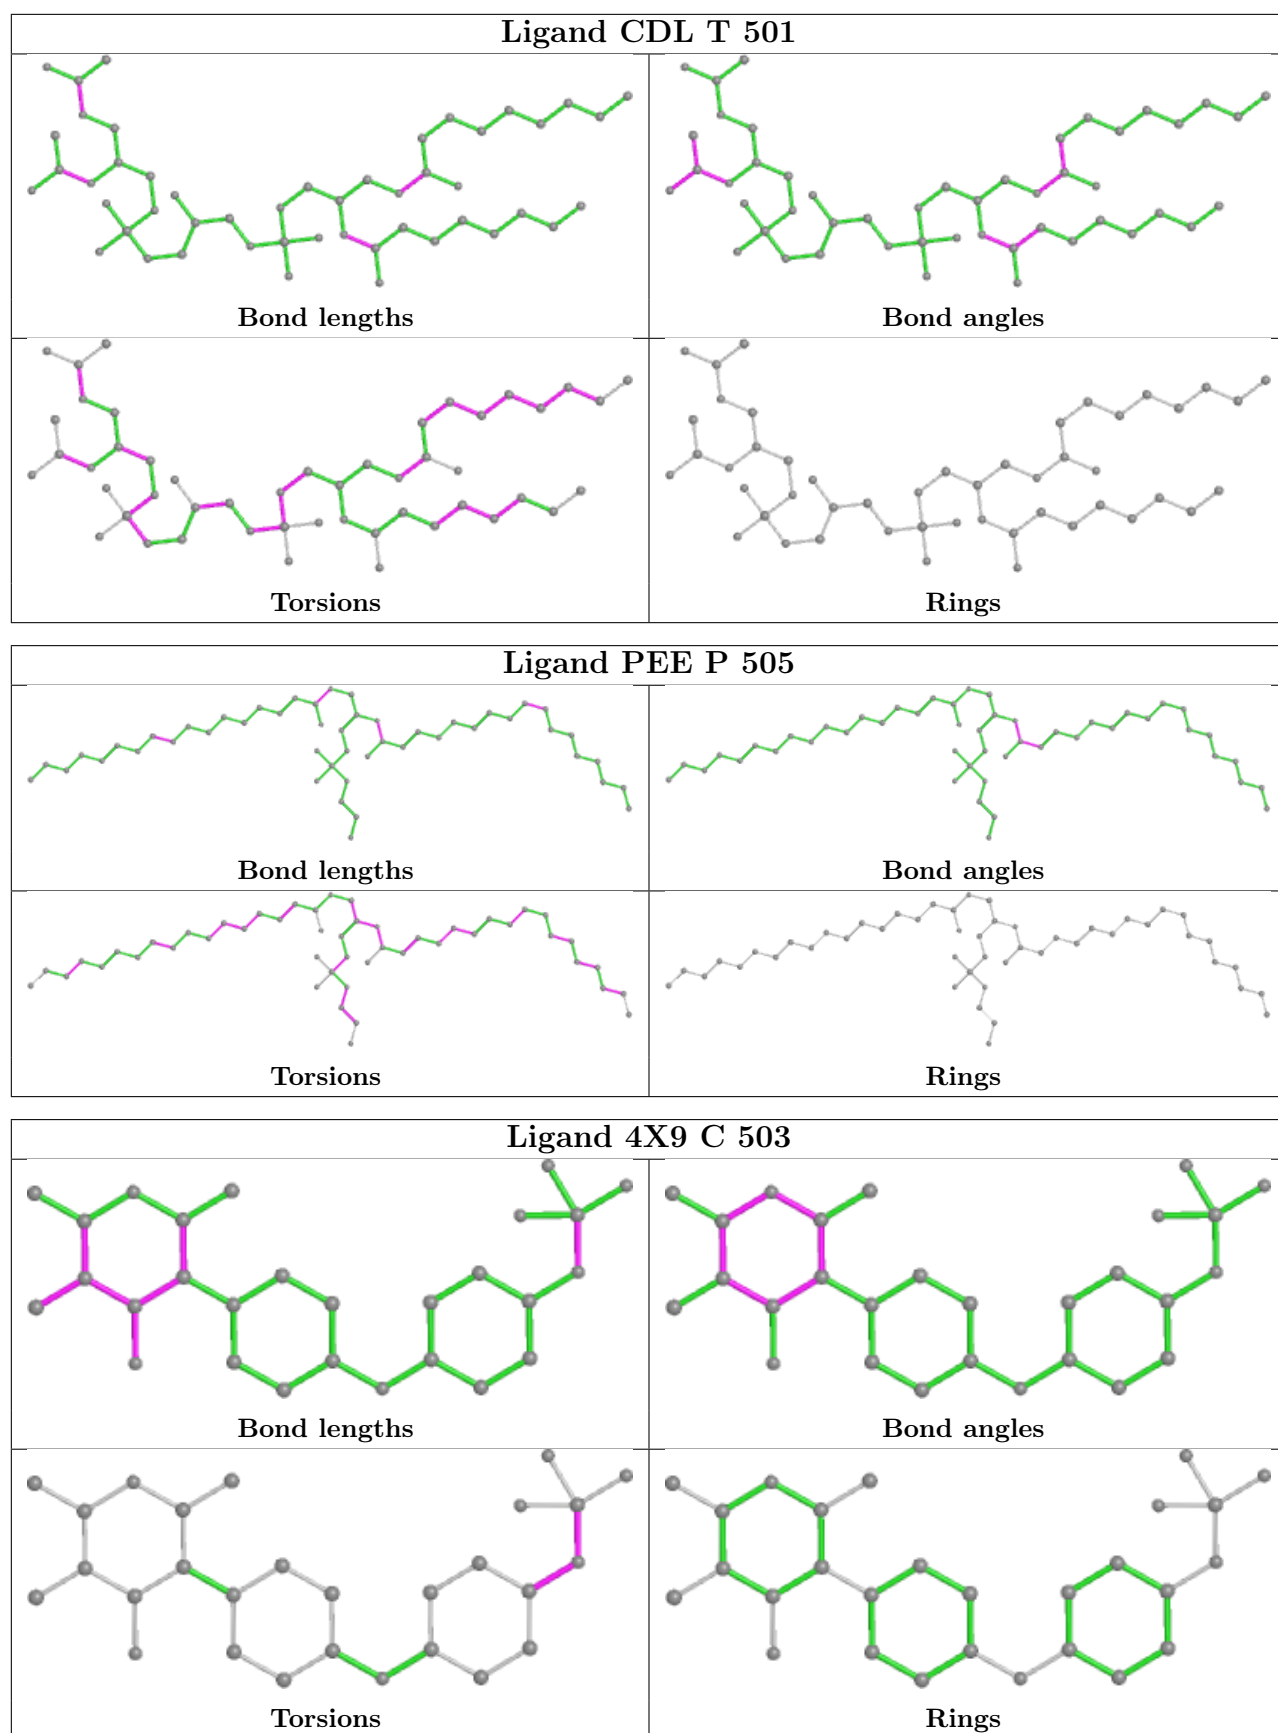 Ligand CDL T 501
Bond lengths
Bond angles
Torsions
Rings
Ligand PEE P 505
Bond lengths
Bond angles
Torsions
Rings
Ligand 4X9 C 503
Bond lengths
Bond angles
Torsions
Rings